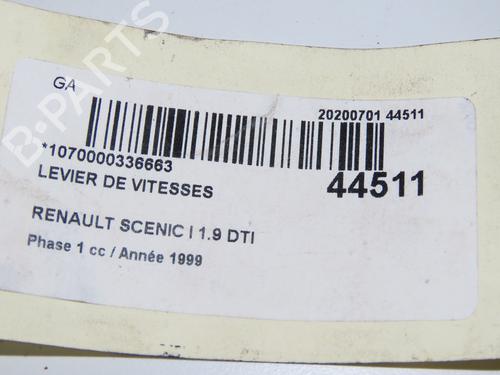 GA
20200701 44511
*1070000336663
44511
LEVIER DE VITESSES
RENAULT SCENIC I 1.9 DTI
Phase 1 cc / Année 1999
B-PARTS